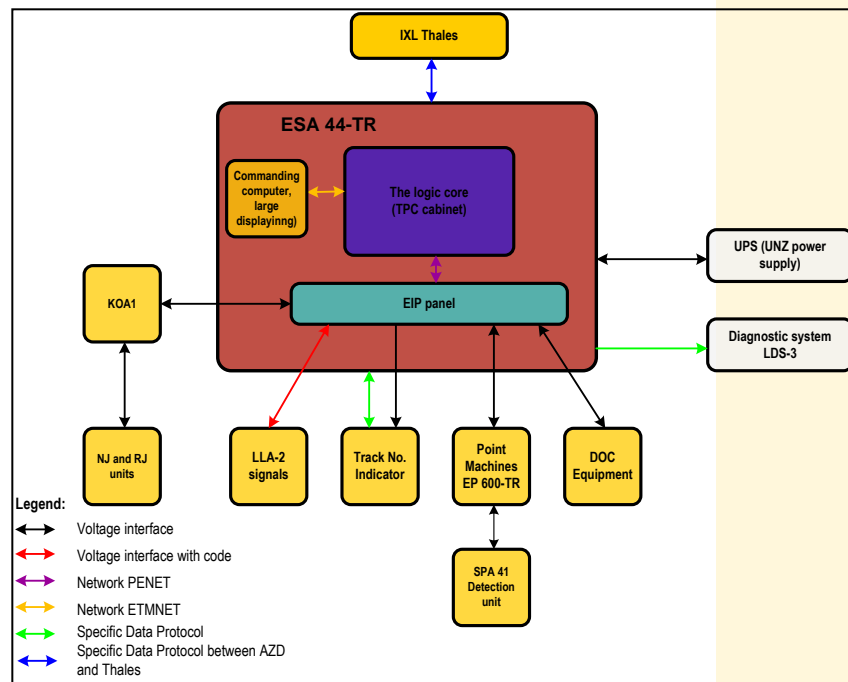 IXL Thales
ESA 44-TR
Commanding
computer,
large
displayinng)
The logic core
(TPC cabinet)
UPS (UNZ power
supply)
KOA1
EIP panel
Diagnostic system
LDS-3
NJ and RJ
units
LLA-2
signals
Track No.
Indicator
Point
Machines
EP 600-TR
DOC
Equipment
SPA 41
Detection
unit
Legend:
Voltage interface
Voltage interface with code
Network PENET
Network ETMNET
Specific Data Protocol
Specific Data Protocol between AZD
and Thales